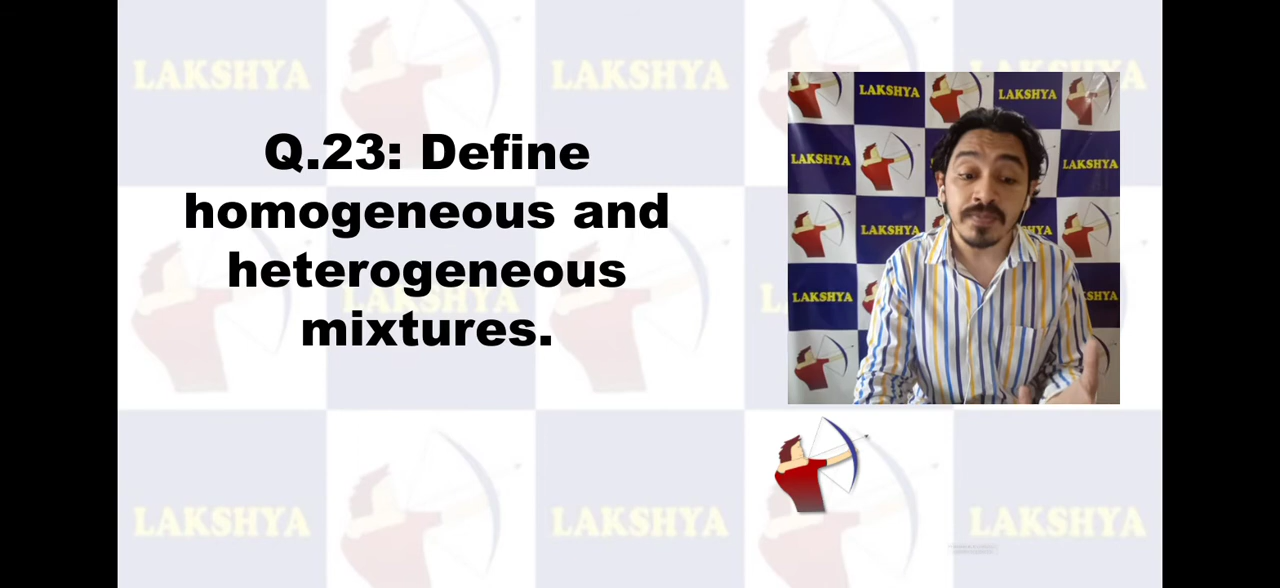 LAKSHYA LAKSHYA LAKSHYA
Q.23: Define
homogeneous and
heterogeneous
mixtures.
LAKSHYA LAKSHYA
LAKSHYA LAKSHYA
LAKSHYA
LAKSHYA
LAKSHYA
LAKSHYA
LAKSHYA LAKSHYA LAKSHYA